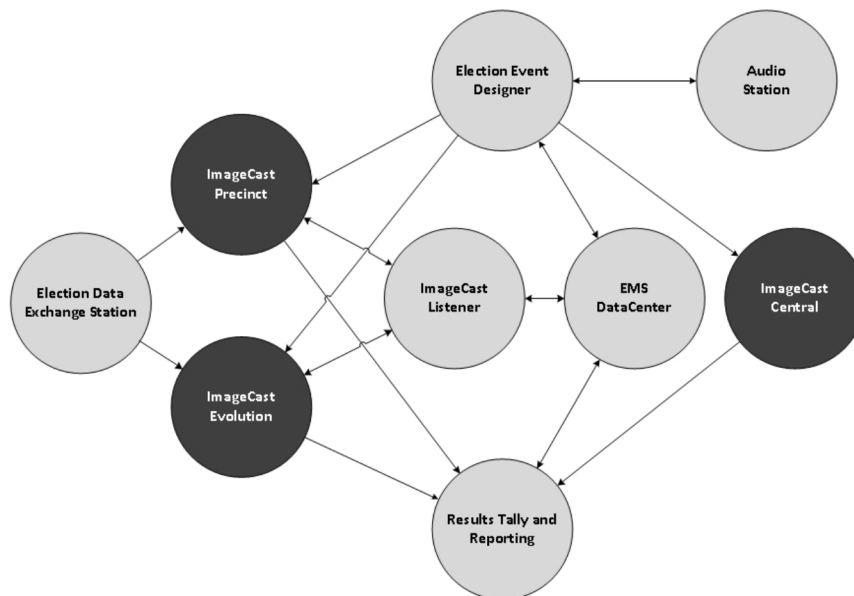 Election Event
Designer
Audio
Station
ImageCast
Precinct
Election Data
Exchange Station
ImageCast
Listener
EMS
DataCenter
ImageCast
Central
ImageCast
Evolution
Results Tally and
Reporting